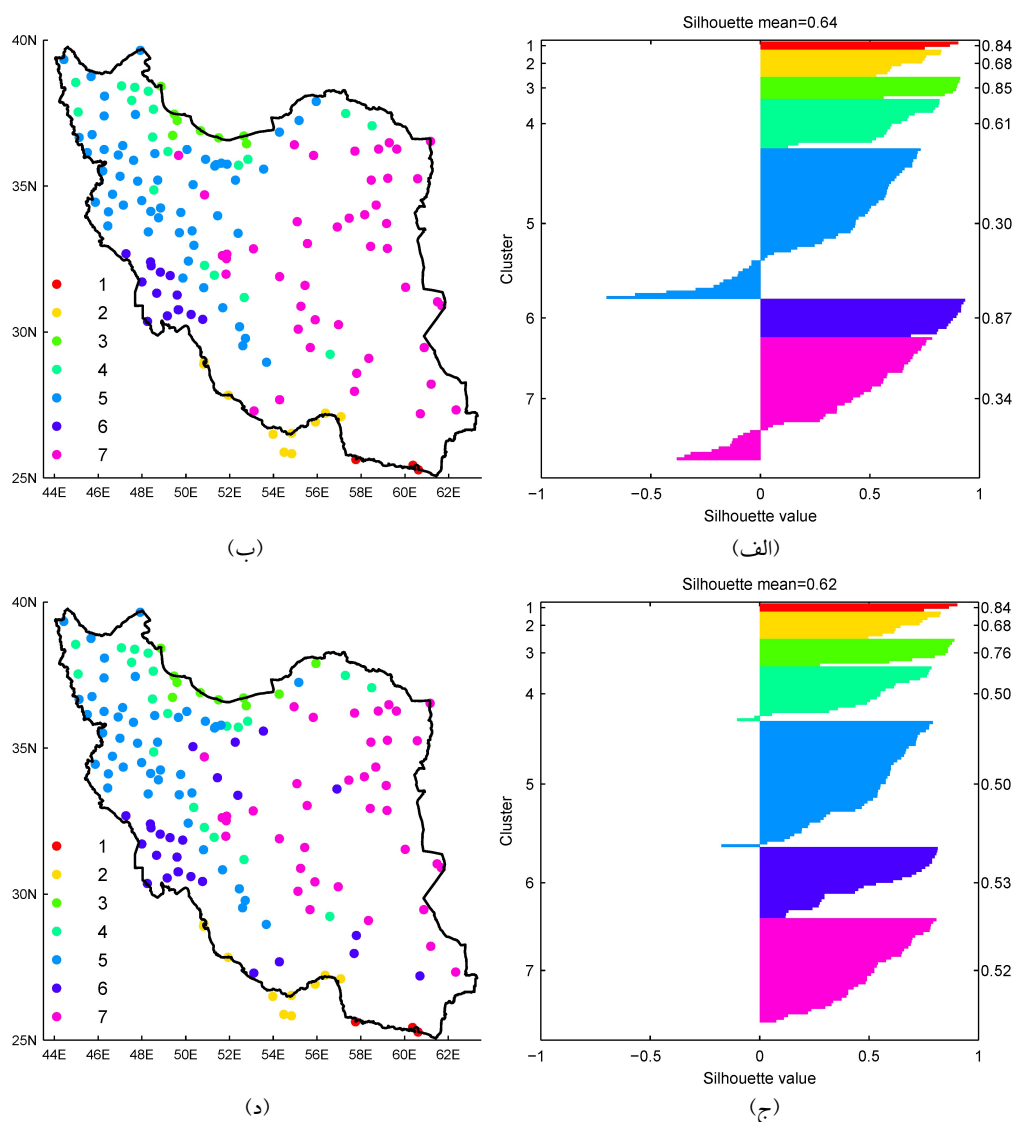 Silhouette mean=0.64
40N
35N
30N
25N
44E 46E 48E 50E 52E 54E 56E 58E 60E 62E
1
2
3
4
5
6
7
(ب)
Cluster
1
2
3
4
5
6
7
0.84
0.68
0.85
0.61
0.30
0.87
0.34
−1 −0.5 0 0.5 1
Silhouette value
(الف)
Silhouette mean=0.62
40N
35N
30N
25N
44E 46E 48E 50E 52E 54E 56E 58E 60E 62E
1
2
3
4
5
6
7
(د)
Cluster
1
2
3
4
5
6
7
0.84
0.68
0.76
0.50
0.50
0.53
0.52
−1 −0.5 0 0.5 1
Silhouette value
(ج)